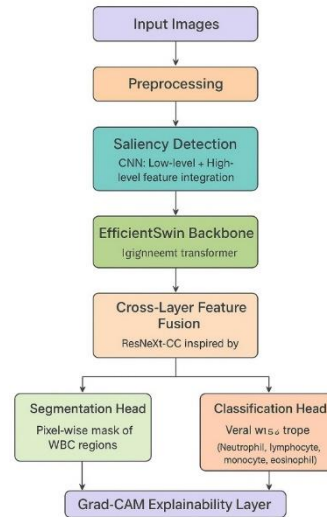 Input Images
Preprocessing
Saliency Detection
CNN: Low-level + High-
level feature integration
EfficientSwin Backbone
transformer
Cross-Layer Feature
Fusion
ResNeXt-CC inspired by
Segmentation Head
Pixel-wise mask of
WBC regions
Classification Head
Veral trope
(Neutrophil, lymphocyte,
monocyte, eosinophil)
Grad-CAM Explainability Layer